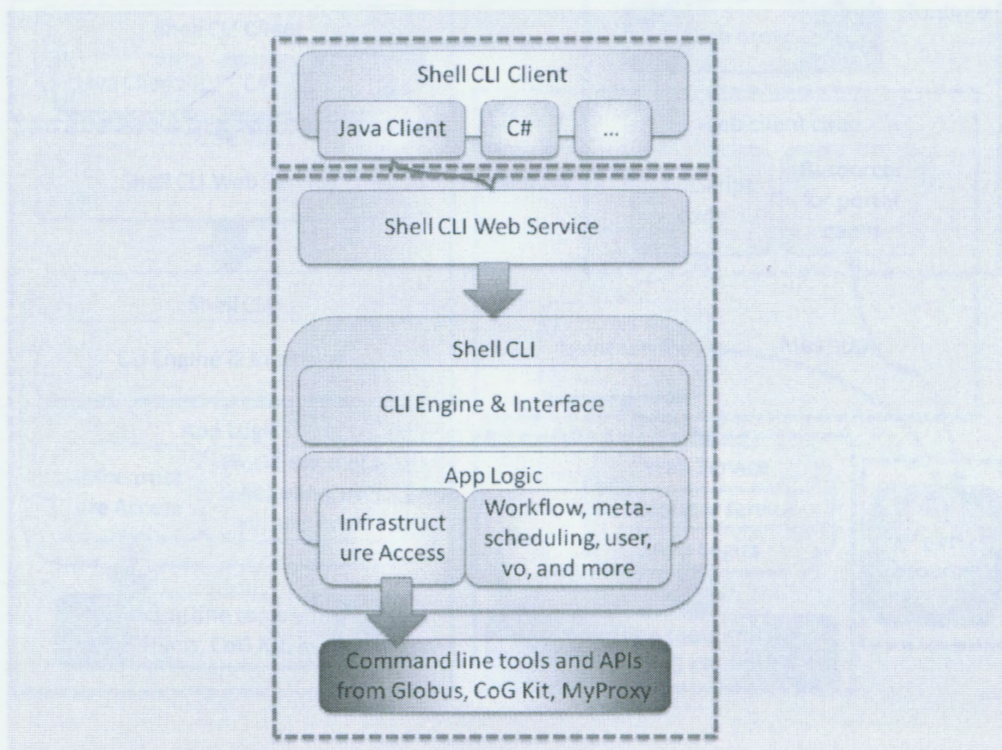 Shell CLI Client
Java Client
C#
...
Shell CLI Web Service
Shell CLI
CLI Engine & Interface
App Logic
Infrastruct
ure Access
Workflow, meta-
scheduling, user,
vo, and more
Command line tools and APIs
from Globus, CoG Kit, MyProxy